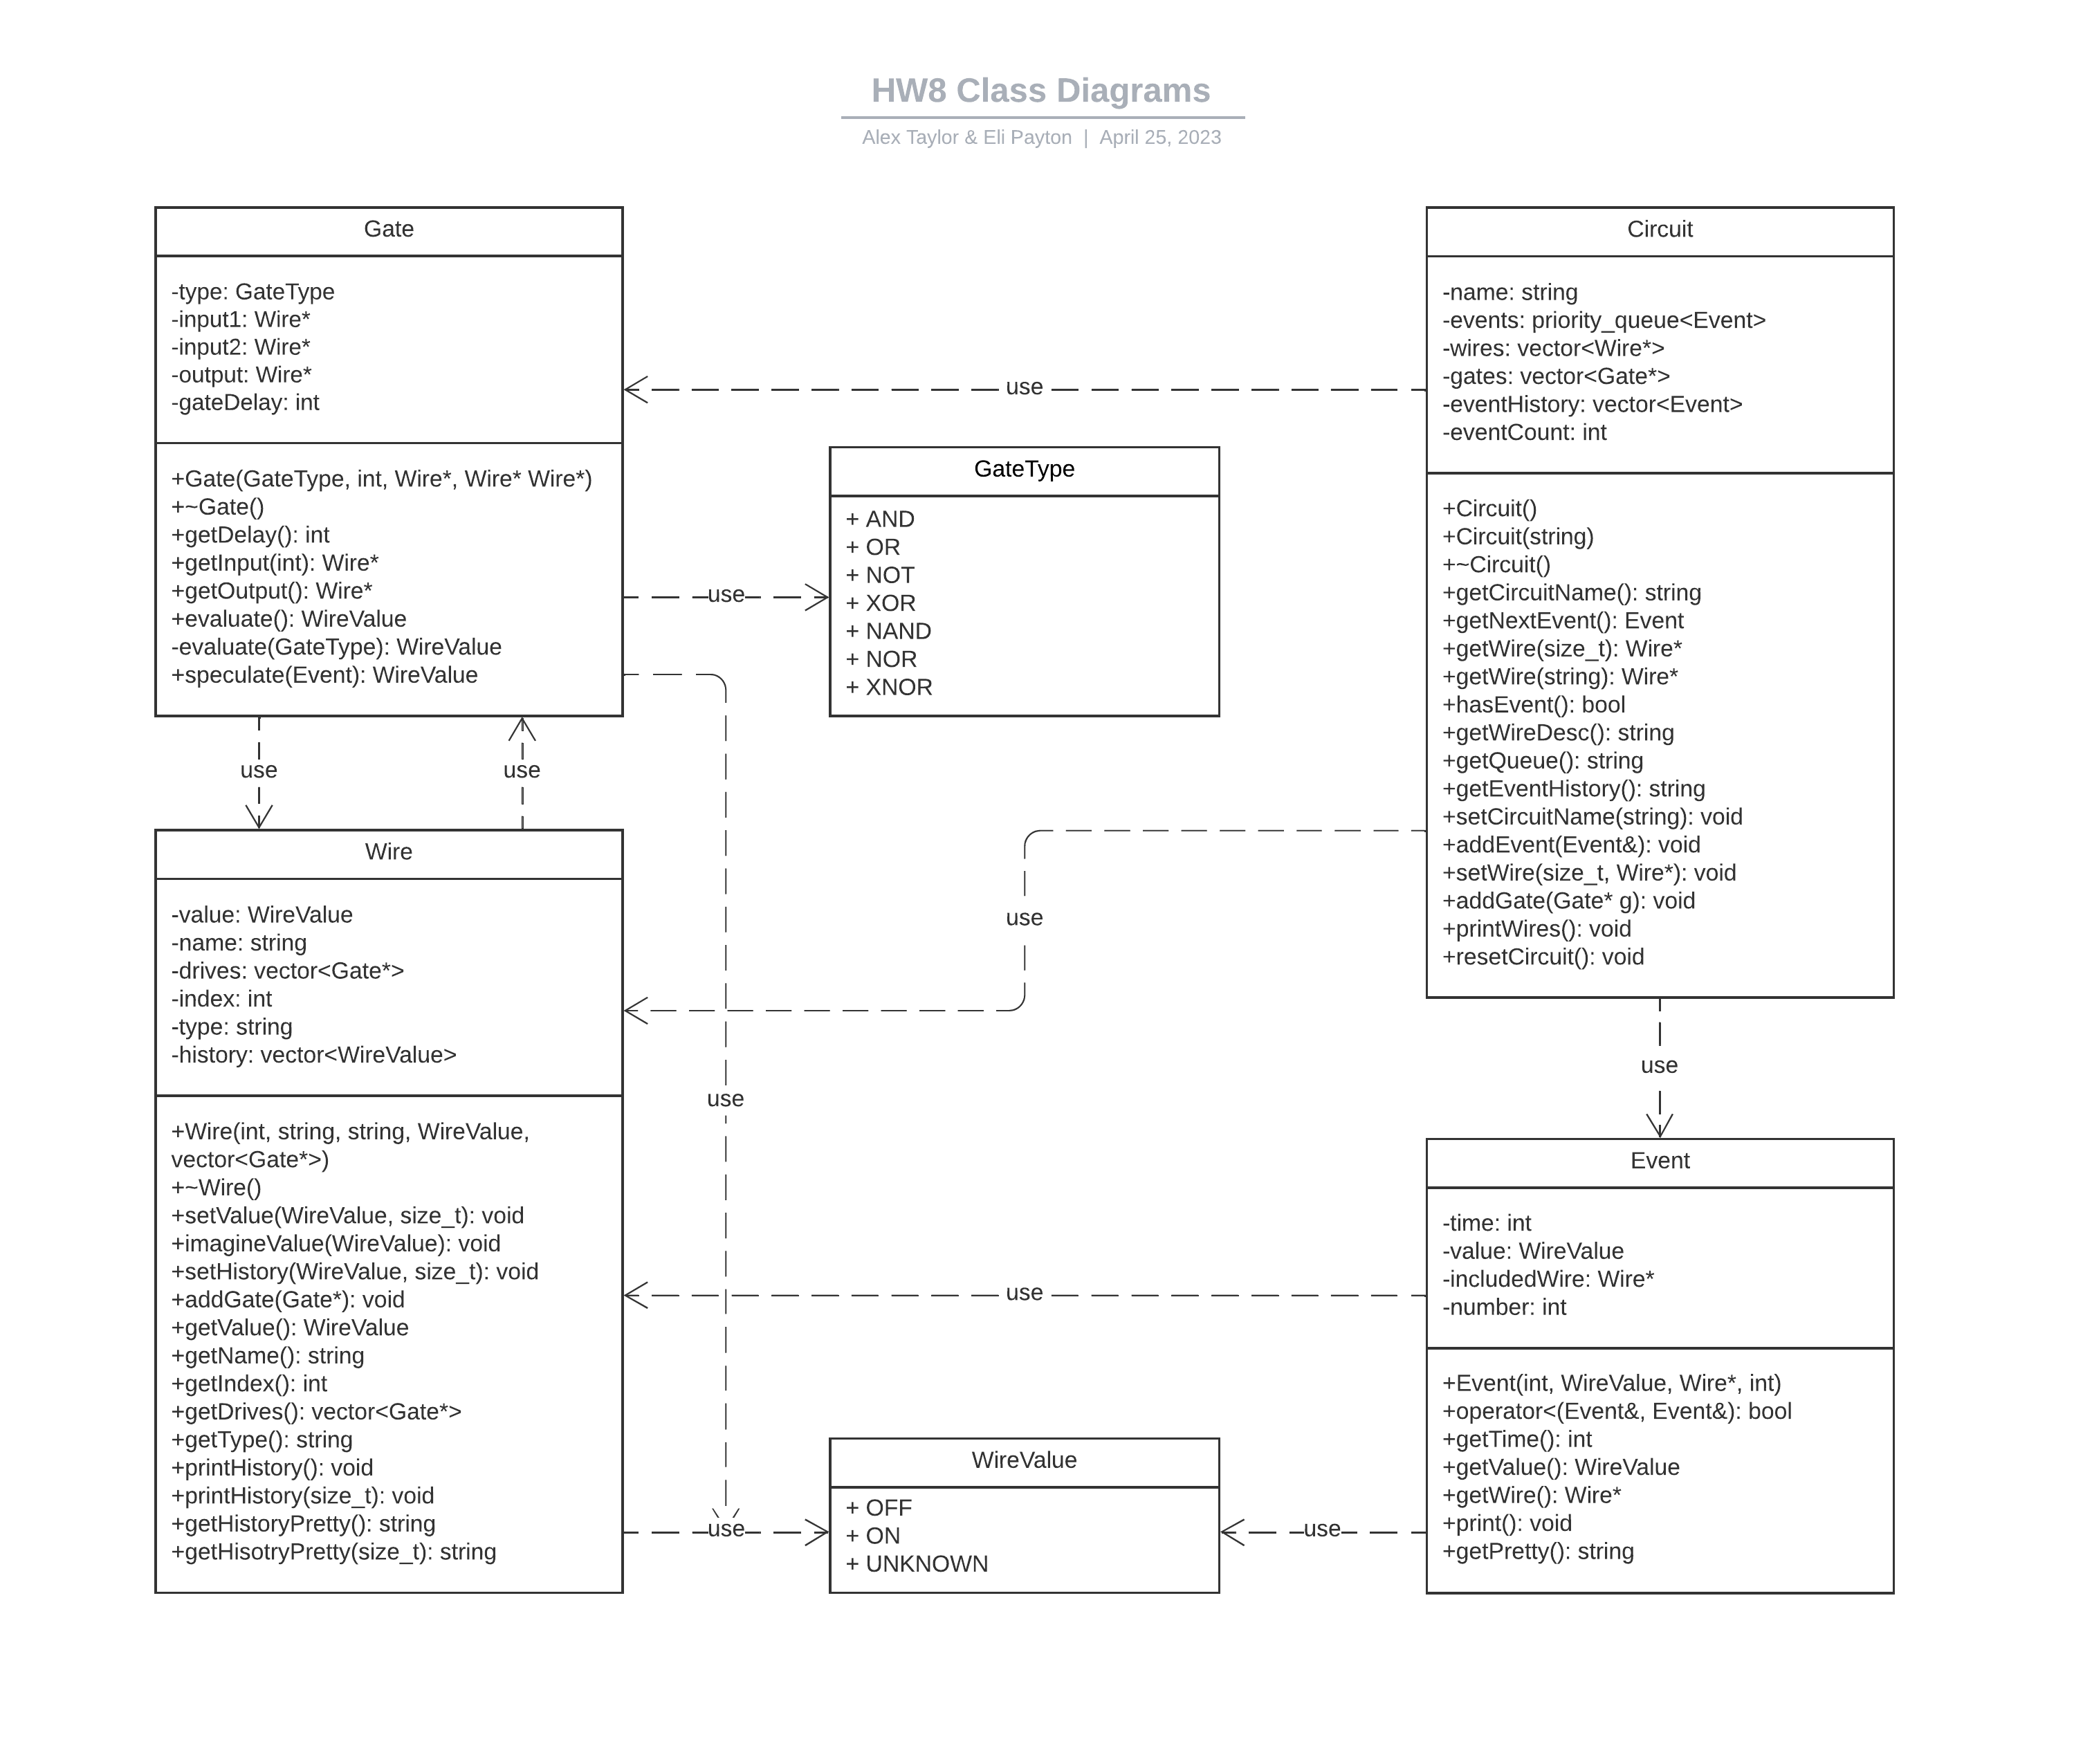 HW8 Class Diagrams
Alex Taylor & Eli Payton | April 25, 2023
Gate
-type: GateType
-input1: Wire*
-input2: Wire*
-output: Wire*
-gateDelay: int
+Gate(GateType, int, Wire*, Wire* Wire*)
+~Gate()
+getDelay(): int
+getInput(int): Wire*
+getOutput(): Wire*
+evaluate(): WireValue
-evaluate(GateType): WireValue
+speculate(Event): WireValue
use
use
use
GateType
+ AND
+ OR
+ NOT
+ XOR
+ NAND
+ NOR
+ XNOR
Circuit
-name: string
-events: priority_queue<Event>
-wires: vector<Wire*>
-gates: vector<Gate*>
-eventHistory: vector<Event>
-eventCount: int
+Circuit()
+Circuit(string)
+~Circuit()
+getCircuitName(): string
+getNextEvent(): Event
+getWire(size_t): Wire*
+getWire(string): Wire*
+hasEvent(): bool
+getWireDesc(): string
+getQueue(): string
+getEventHistory(): string
+setCircuitName(string): void
+addEvent(Event&): void
+setWire(size_t, Wire*): void
+addGate(Gate* g): void
+printWires(): void
+resetCircuit(): void
use
use
use
use
Wire
-value: WireValue
-name: string
-drives: vector<Gate*>
-index: int
-type: string
-history: vector<WireValue>
+Wire(int, string, string, WireValue,
vector<Gate*>)
+~Wire()
+setValue(WireValue, size_t): void
+imagineValue(WireValue): void
+setHistory(WireValue, size_t): void
+addGate(Gate*): void
+getValue(): WireValue
+getName(): string
+getIndex(): int
+getDrives(): vector<Gate*>
+getType(): string
+printHistory(): void
+printHistory(size_t): void
+getHistoryPretty(): string
+getHisotryPretty(size_t): string
use
use
WireValue
+ OFF
+ ON
+ UNKNOWN
use
Event
-time: int
-value: WireValue
-includedWire: Wire*
-number: int
+Event(int, WireValue, Wire*, int)
+operator<(Event&, Event&): bool
+getTime(): int
+getValue(): WireValue
+getWire(): Wire*
+print(): void
+getPretty(): string